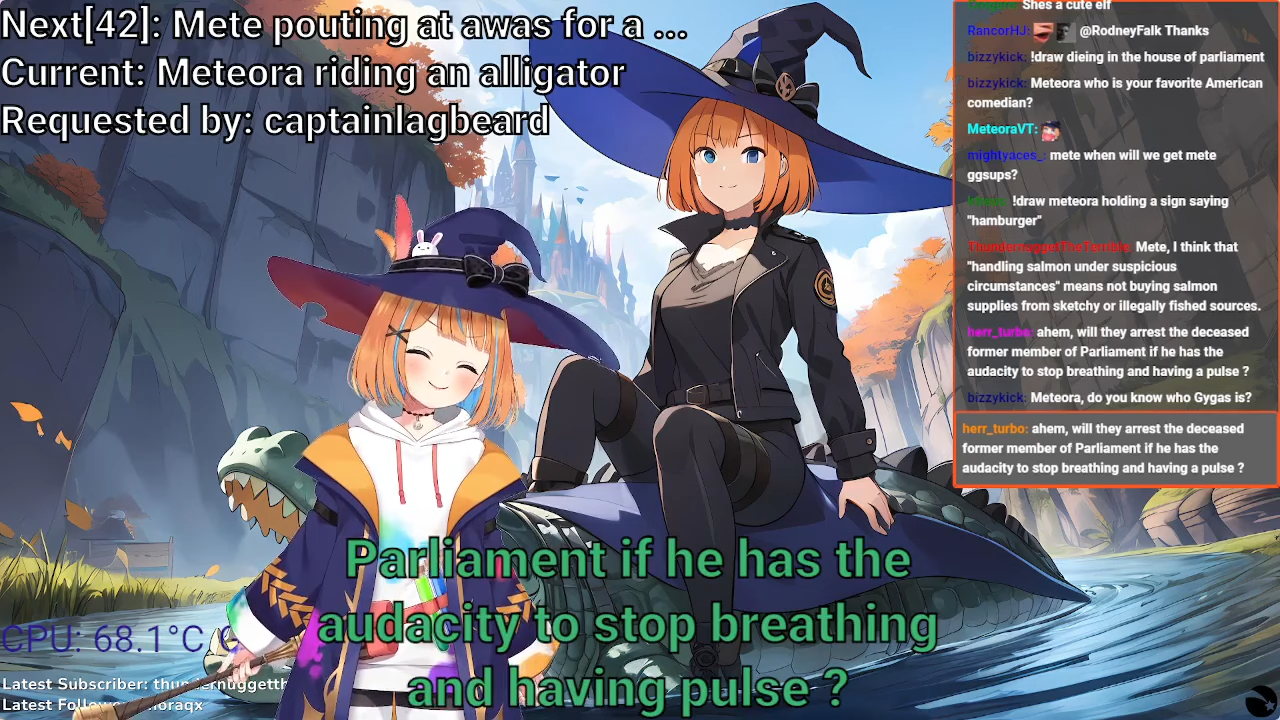 Next[42]: Mete pouting at awas for a ...
Current: Meteora riding an alligator
Requested by: captainlagbeard
Shes a cute elf
RancorHJ: @RodneyFalk Thanks
bizzykick: !draw dieing in the house of parliament
bizzykick: Meteora who is your favorite American
comedian?
MeteoraVT:
mightyaces_: mete when will we get mete
ggsups?
!draw meteora holding a sign saying
"hamburger"
ThundernuggetTheTerrible: Mete, I think that
"handling salmon under suspicious
circumstances" means not buying salmon
supplies from sketchy or illegally fished sources.
herr_turbo: ahem, will they arrest the deceased
former member of Parliament if he has the
audacity to stop breathing and having a pulse ?
bizzykick: Meteora, do you know who Gygas is?
herr_turbo: ahem, will they arrest the deceased
former member of Parliament if he has the
audacity to stop breathing and having a pulse ?
Parliament if he has the
audacity to stop breathing
and having pulse ?
CPU: 68.1°C
Latest Subscriber: thundernuggetth
Latest